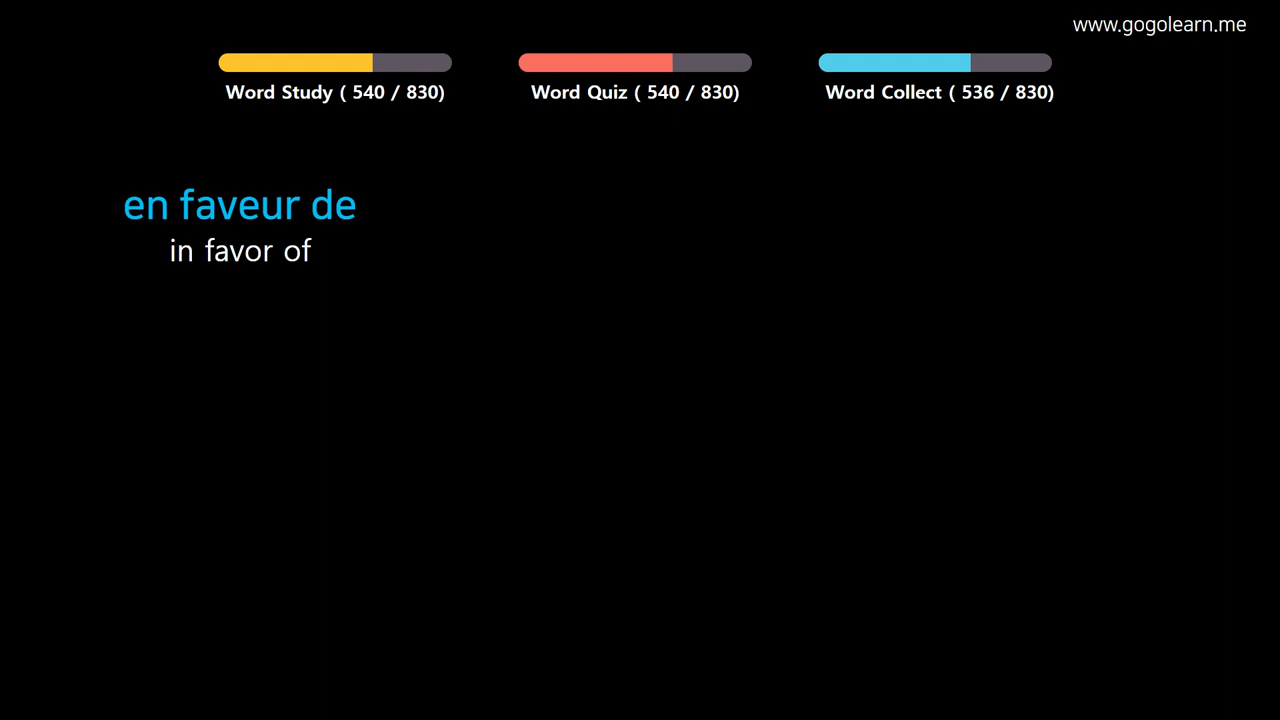 www.gogolearn.me
Word Study ( 540 / 830)
Word Quiz ( 540 / 830)
Word Collect ( 536 / 830)
en faveur de
in favor of